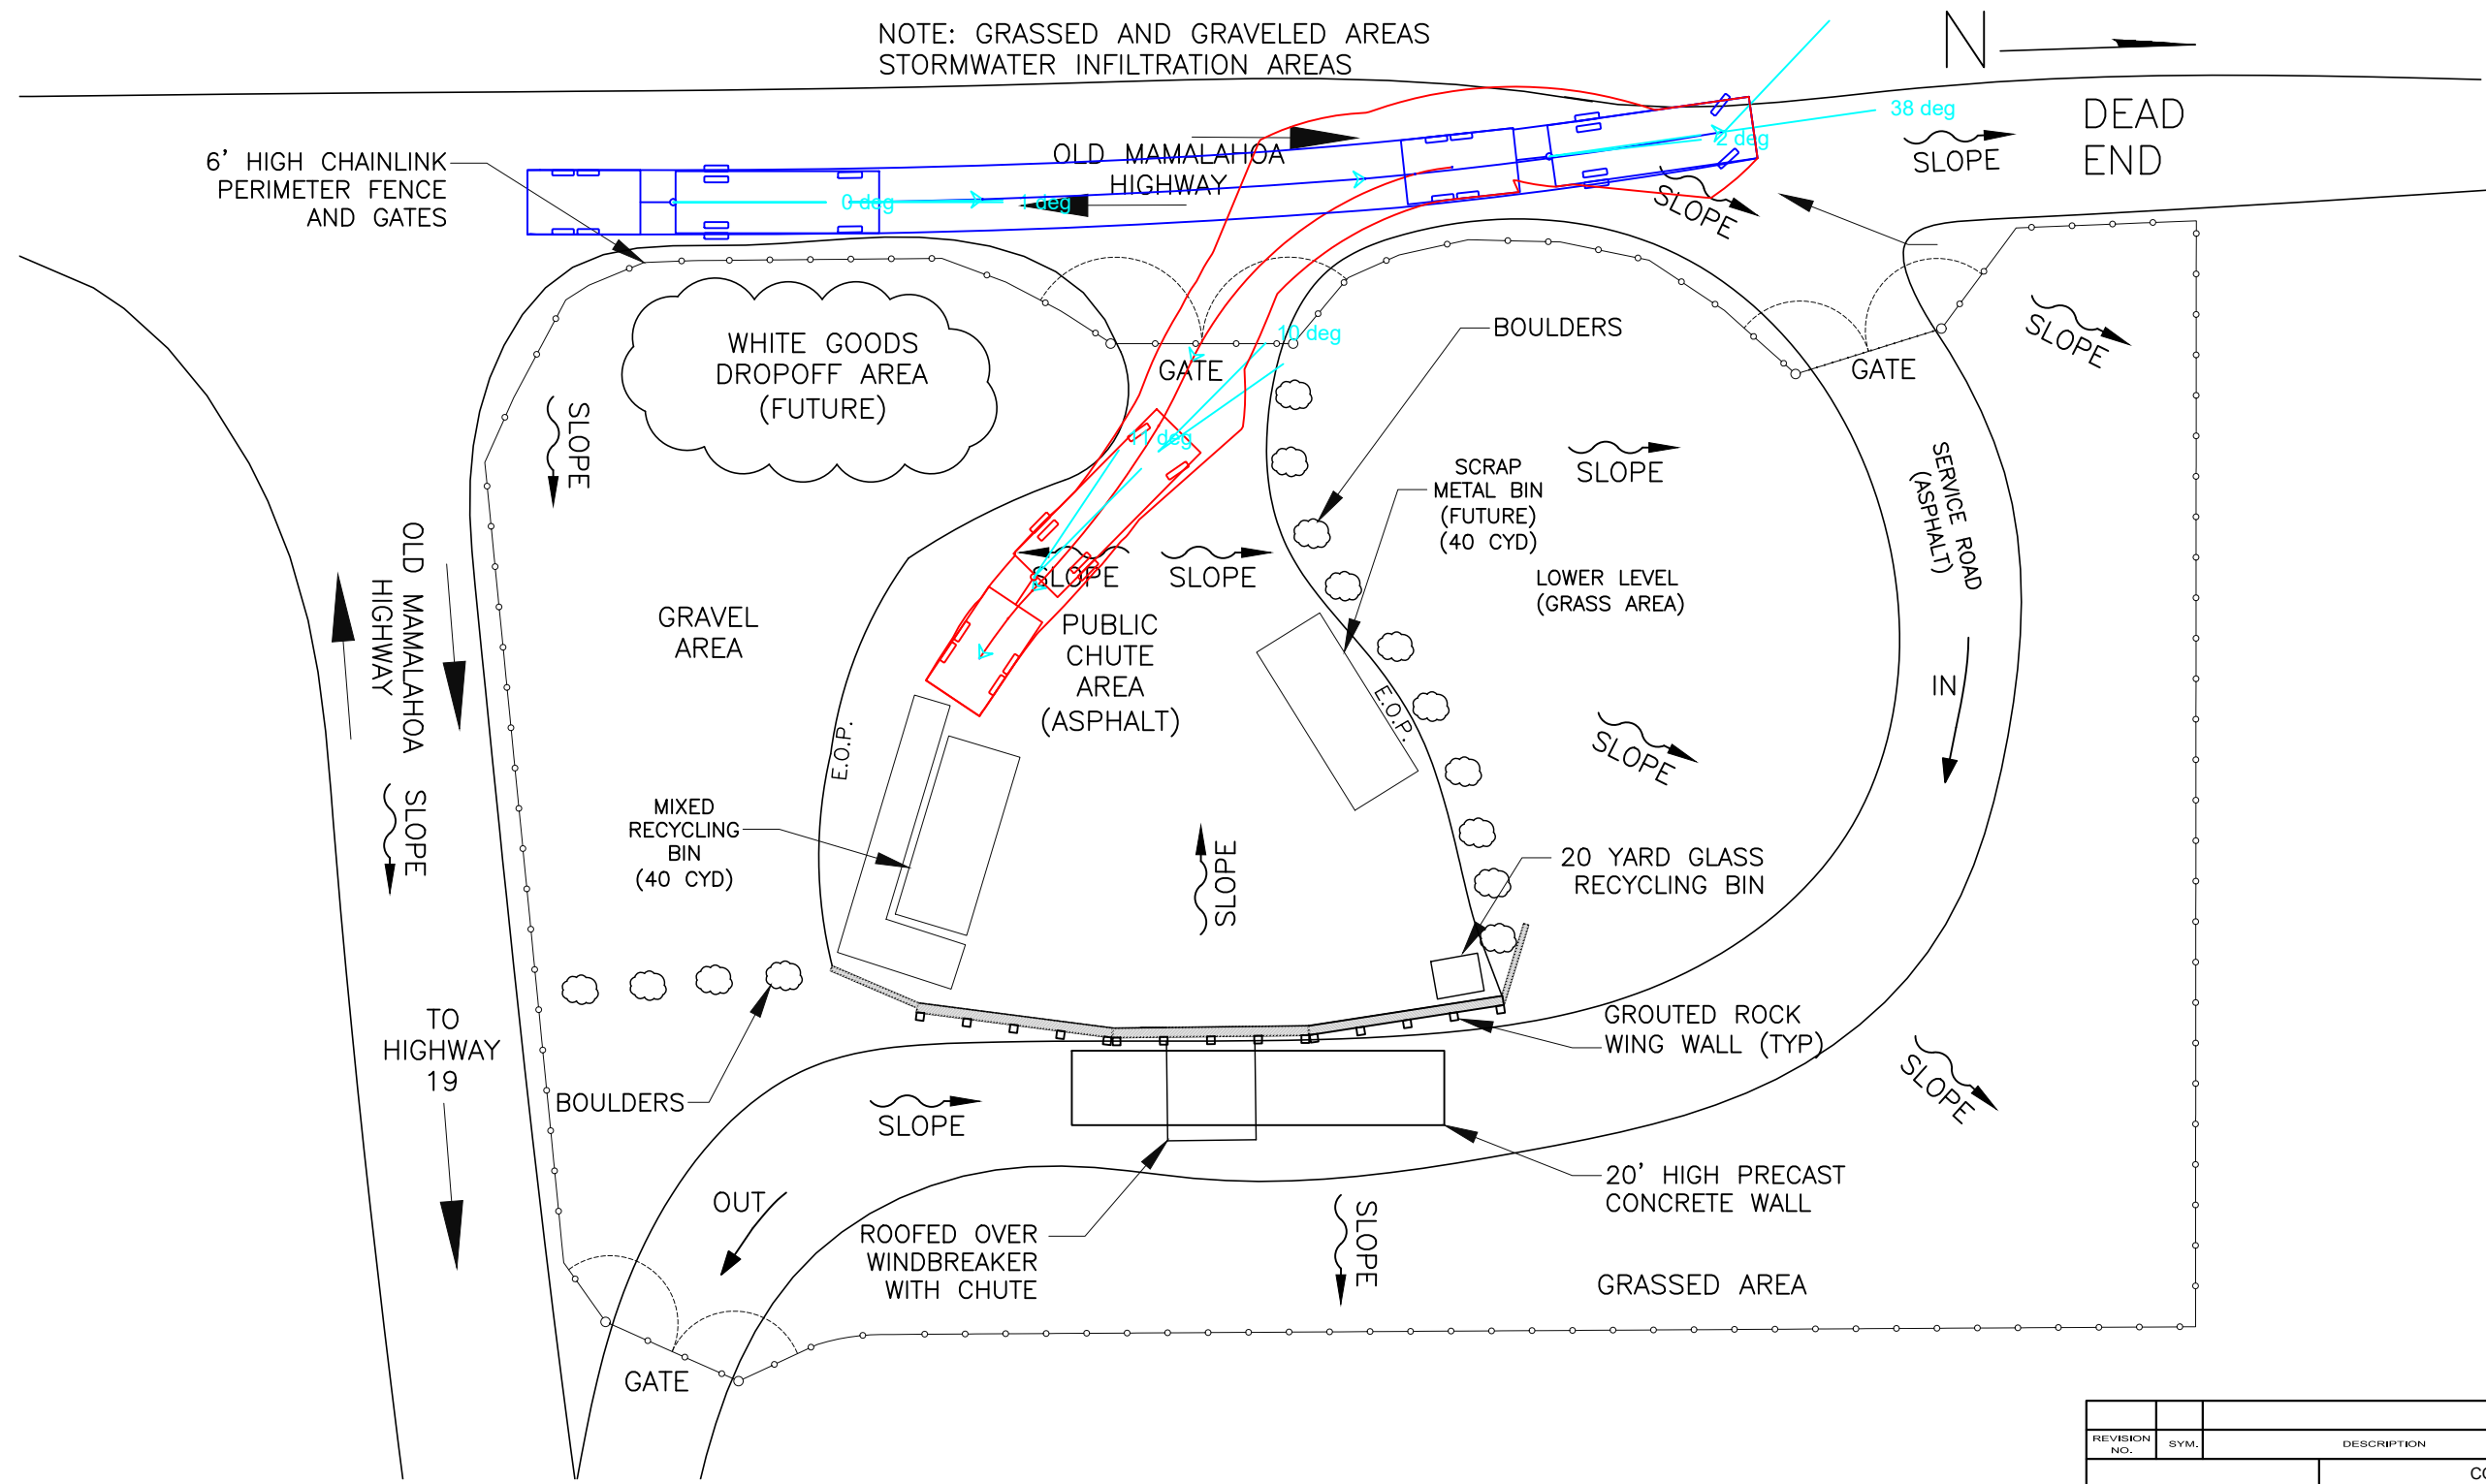 NOTE: GRASSED AND GRAVELED AREAS
STORMWATER INFILTRATION AREAS
N
DEAD
END
38 deg
2 deg
SLOPE
SLOPE
OLD MAMALAHOA
HIGHWAY
0 deg
1 deg
6' HIGH CHAINLINK
PERIMETER FENCE
AND GATES
WHITE GOODS
DROPOFF AREA
(FUTURE)
10 deg
GATE
BOULDERS
GATE
SLOPE
SLOPE
11 deg
SLOPE
SCRAP
METAL BIN
(FUTURE)
(40 CYD)
SERVICE ROAD
(ASPHALT)
OLD MAMALAHOA
HIGHWAY
SLOPE
SLOPE
LOWER LEVEL
(GRASS AREA)
GRAVEL
AREA
PUBLIC
CHUTE
AREA
(ASPHALT)
IN
E.O.P.
E.O.P.
SLOPE
SLOPE
MIXED
RECYCLING
BIN
(40 CYD)
SLOPE
20 YARD GLASS
RECYCLING BIN
TO
HIGHWAY
19
GROUTED ROCK
WING WALL (TYP)
BOULDERS
SLOPE
SLOPE
20' HIGH PRECAST
CONCRETE WALL
OUT
ROOFED OVER
WINDBREAKER
WITH CHUTE
SLOPE
GRASSED AREA
GATE
REVISION
NO.
SYM.
DESCRIPTION